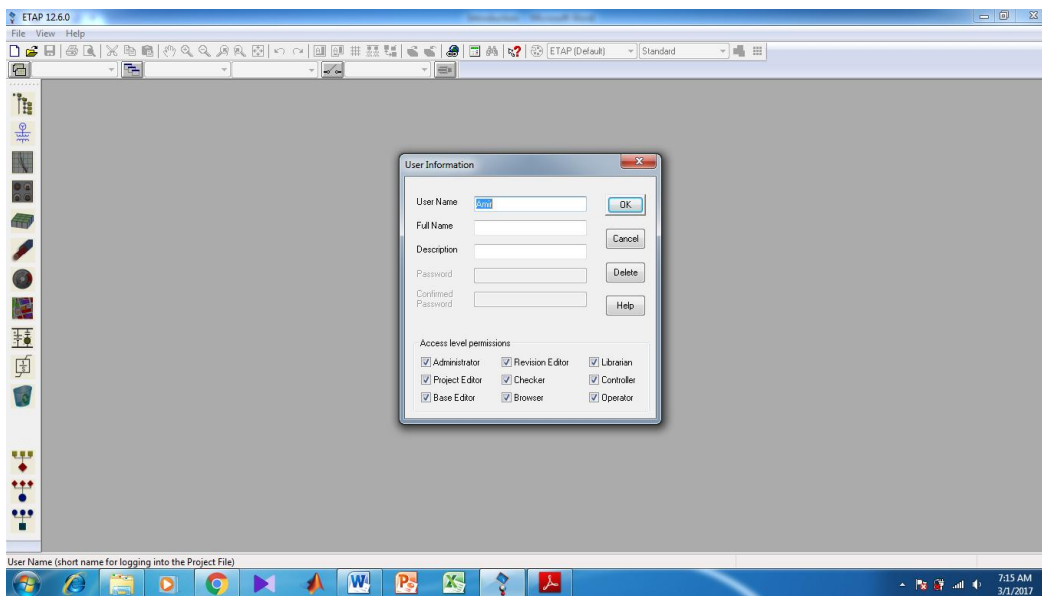 ETAP 12.6.0
File View Help
ETAP (Default) Standard
User Information
User Name Amir OK
Full Name
Cancel
Description
Password Delete
Confirmed Password
Help
Access level permissions
Administrator Revision Editor Librarian
Project Editor Checker Controller
Base Editor Browser Operator
User Name (short name for logging into the Project File)
7:15 AM
3/1/2017